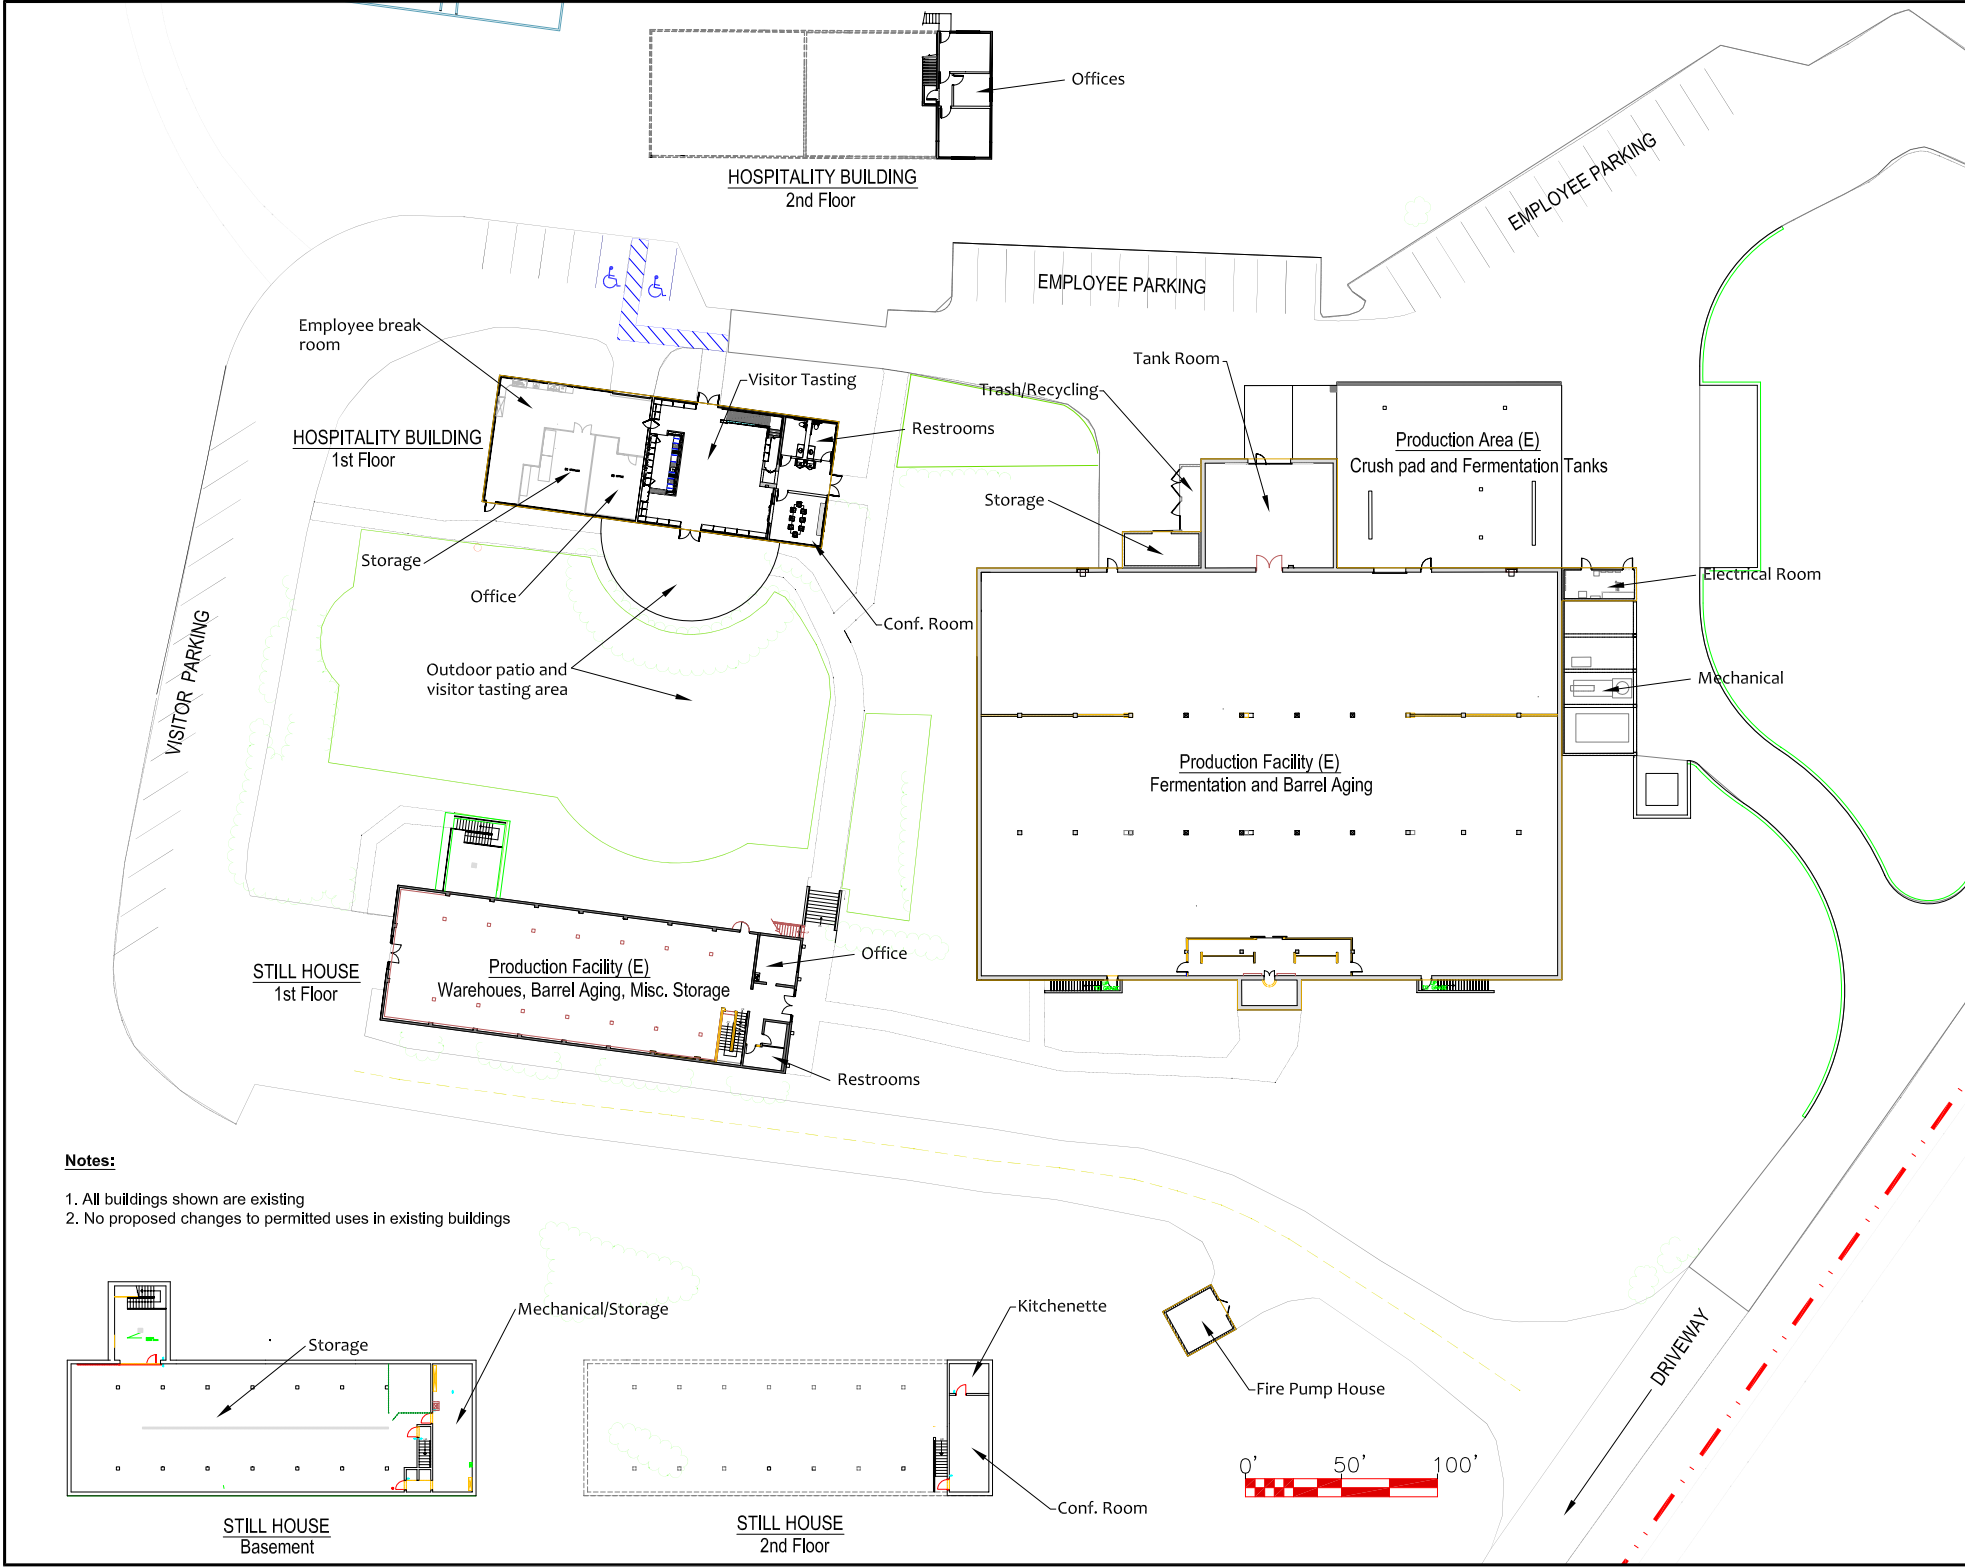 Offices
HOSPITALITY BUILDING
2nd Floor
EMPLOYEE PARKING
EMPLOYEE PARKING
Employee break
room
Visitor Tasting
Tank Room
Trash/Recycling
Restrooms
HOSPITALITY BUILDING
1st Floor
Production Area (E)
Crush pad and Fermentation Tanks
Storage
Storage
Office
Electrical Room
Conf. Room
VISITOR PARKING
Outdoor patio and
visitor tasting area
Mechanical
Production Facility (E)
Fermentation and Barrel Aging
Office
STILL HOUSE
1st Floor
Production Facility (E)
Warehoues, Barrel Aging, Misc. Storage
Restrooms
Notes:
1. All buildings shown are existing
2. No proposed changes to permitted uses in existing buildings
Mechanical/Storage
Storage
Kitchenette
Fire Pump House
DRIVEWAY
0' 50' 100'
Conf. Room
STILL HOUSE
Basement
STILL HOUSE
2nd Floor